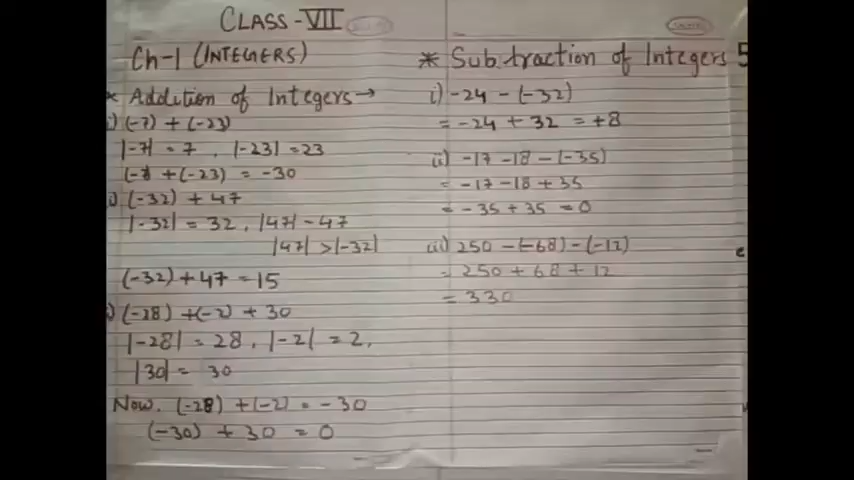 CLASS - VII
Ch-1 (INTEGERS)
* Addition of Integers →
i) (-7) + (-23)
|-7| = 7, |-23| = 23
(-7) + (-23) = -30
(-32) + 47
|-32| = 32, |47| - 47
|47| > |-32|
(-32) + 47 = 15
) (-28) + (-2) + 30
|-28| = 28, |-2| = 2,
|30| = 30
Now, (-28) + (-2) = -30
(-30) + 30 = 0
* Subtraction of Integers
i) -24 - (-32)
= -24 + 32 = +8
ii) -17 -18 - (-35)
= -17 -18 + 35
= -35 + 35 = 0
iii) 250 - (-68) - (-12)
= 250 + 68 + 12
= 330